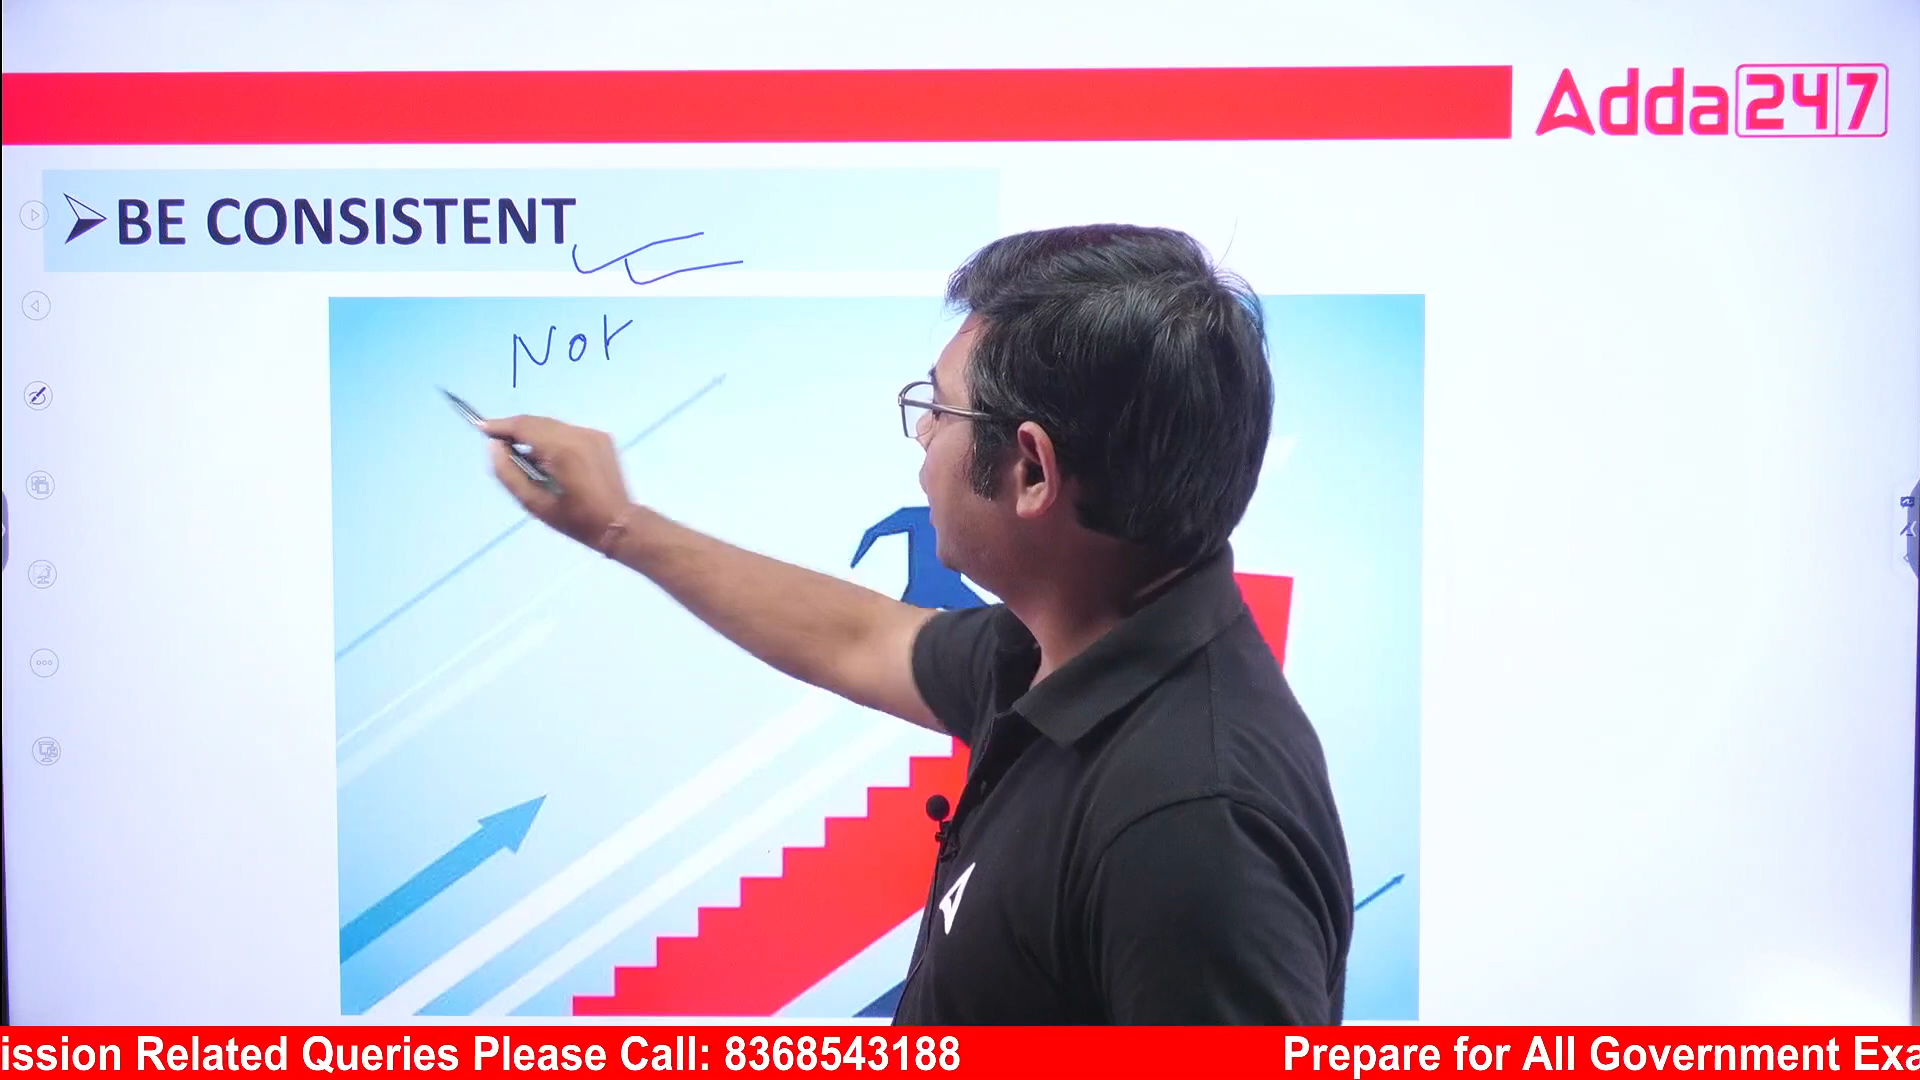 Adda247
BE CONSISTENT
Not
ission Related Queries Please Call: 8368543188
Prepare for All Government Exa